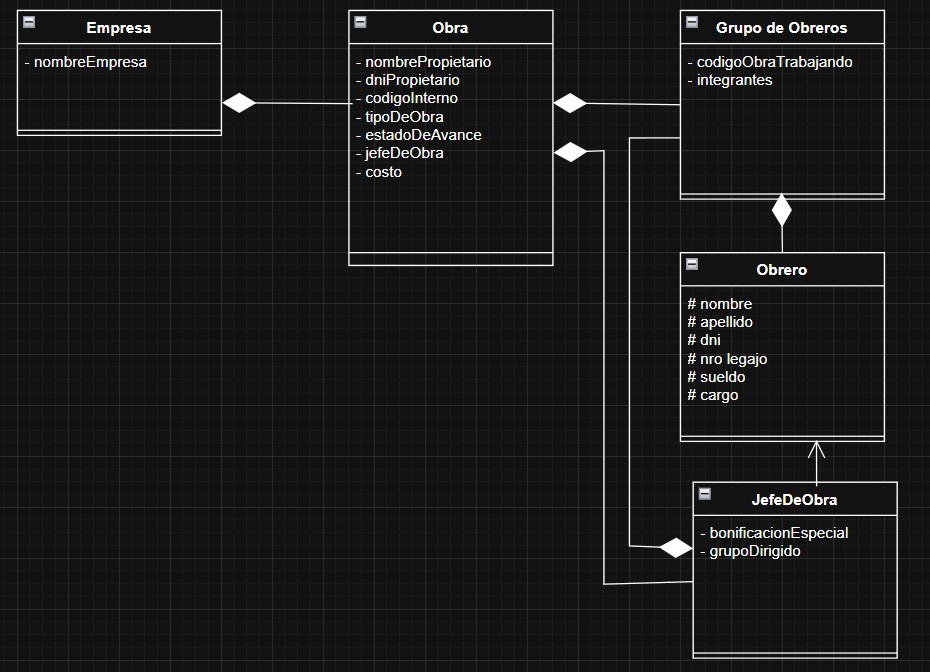 Empresa
- nombreEmpresa
Obra
- nombrePropietario
- dniPropietario
- codigoInterno
- tipoDeObra
- estadoDeAvance
- jefeDeObra
- costo
Grupo de Obreros
- codigoObraTrabajando
- integrantes
Obrero
# nombre
# apellido
# dni
# nro legajo
# sueldo
# cargo
JefeDeObra
- bonificacionEspecial
- grupoDirigido